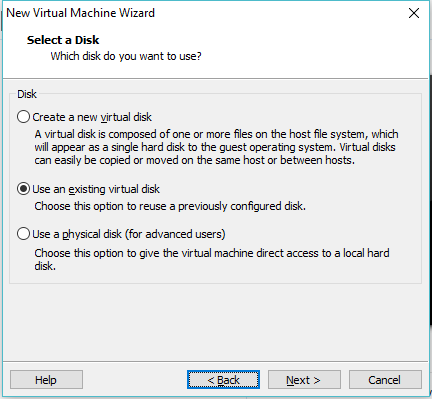 New Virtual Machine Wizard
Select a Disk
Which disk do you want to use?
Disk
Create a new virtual disk
A virtual disk is composed of one or more files on the host file system, which
will appear as a single hard disk to the guest operating system. Virtual disks
can easily be copied or moved on the same host or between hosts.
Use an existing virtual disk
Choose this option to reuse a previously configured disk.
Use a physical disk (for advanced users)
Choose this option to give the virtual machine direct access to a local hard
disk.
Help
< Back
Next >
Cancel